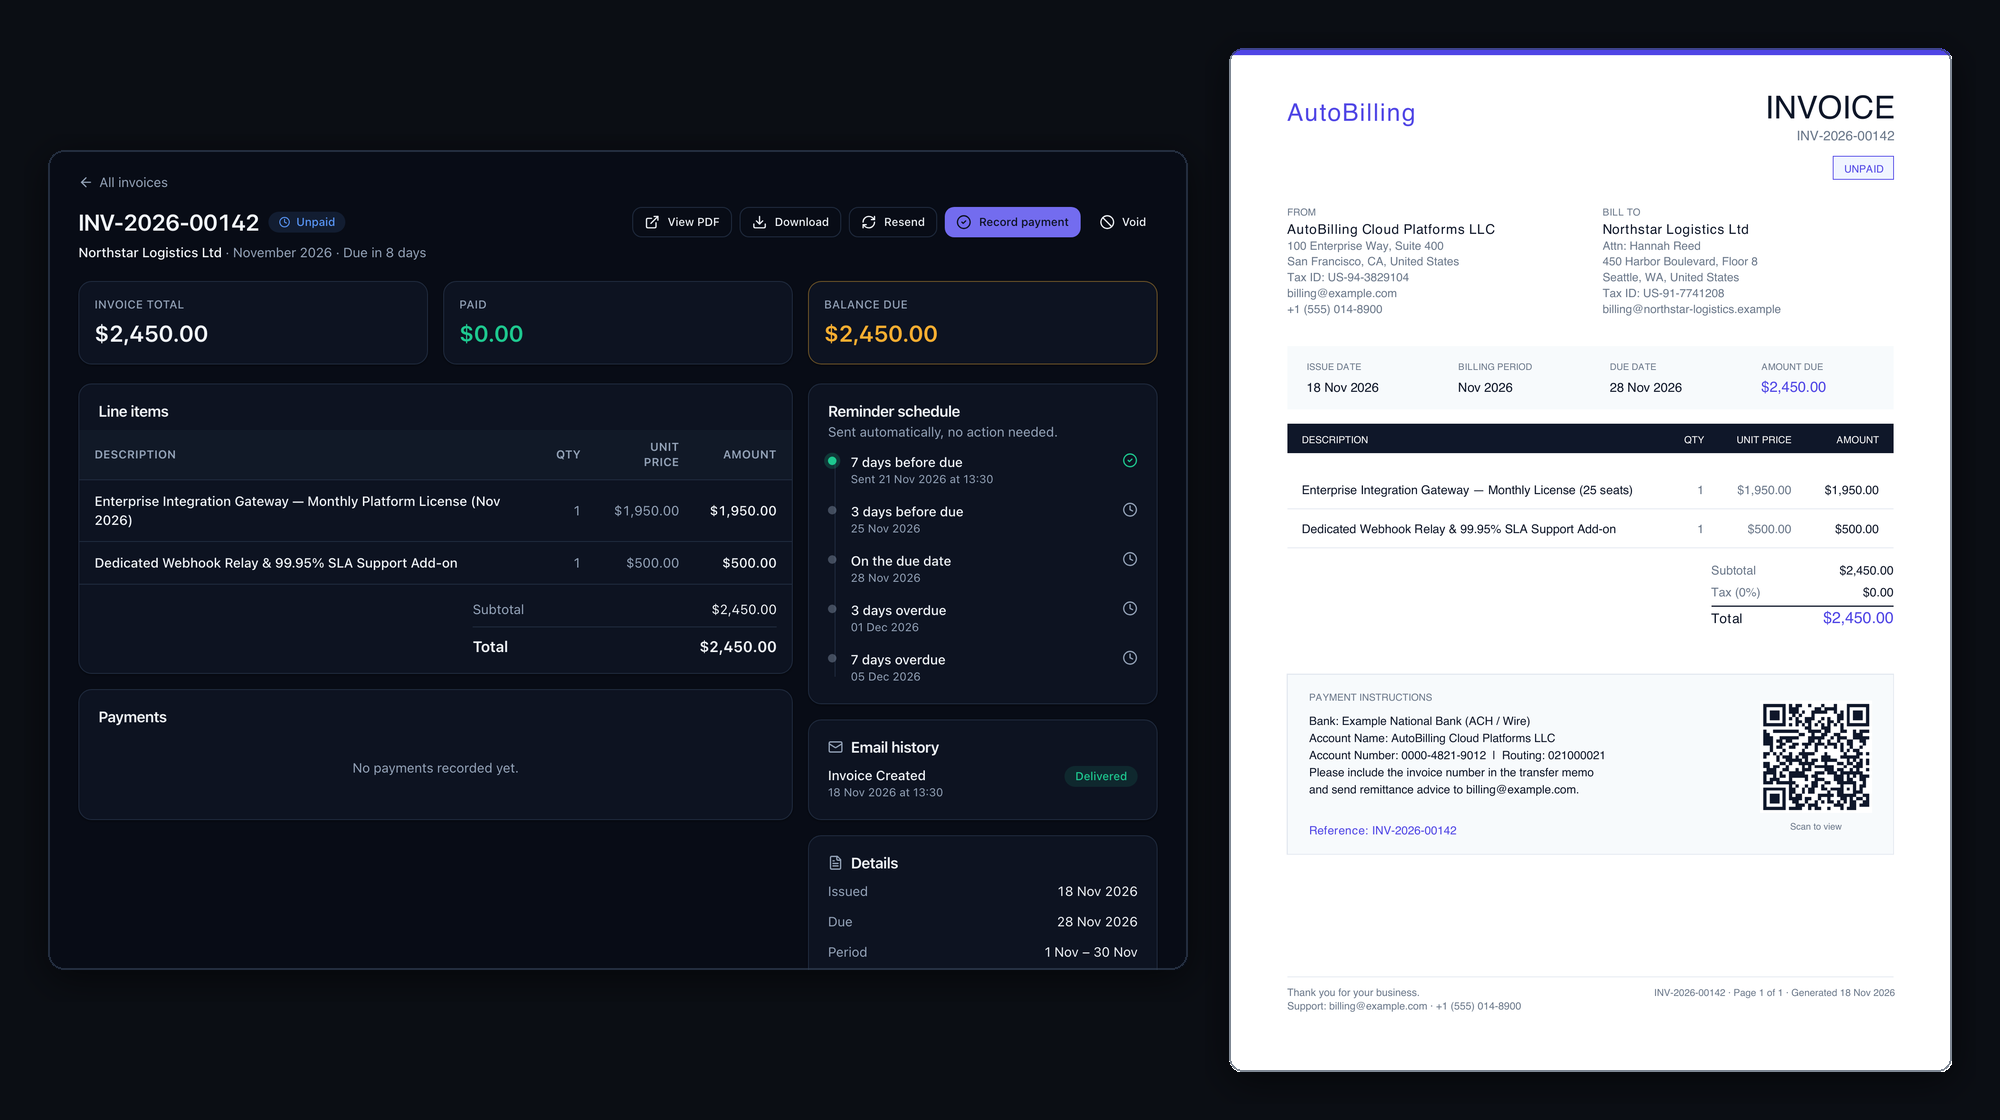 All invoices
INV-2026-00142 Unpaid
View PDF Download Resend Record payment Void
Northstar Logistics Ltd · November 2026 · Due in 8 days
INVOICE TOTAL
$2,450.00
PAID
$0.00
BALANCE DUE
$2,450.00
Line items
DESCRIPTION QTY UNIT PRICE AMOUNT
Enterprise Integration Gateway — Monthly Platform License (Nov
2026) 1 $1,950.00 $1,950.00
Dedicated Webhook Relay & 99.95% SLA Support Add-on 1 $500.00 $500.00
Subtotal $2,450.00
Total $2,450.00
Payments
No payments recorded yet.
Reminder schedule
Sent automatically, no action needed.
7 days before due
Sent 21 Nov 2026 at 13:30
3 days before due
25 Nov 2026
On the due date
28 Nov 2026
3 days overdue
01 Dec 2026
7 days overdue
05 Dec 2026
Email history
Invoice Created Delivered
18 Nov 2026 at 13:30
Details
Issued 18 Nov 2026
Due 28 Nov 2026
Period 1 Nov – 30 Nov
AutoBilling
INVOICE
INV-2026-00142
UNPAID
FROM
AutoBilling Cloud Platforms LLC
100 Enterprise Way, Suite 400
San Francisco, CA, United States
Tax ID: US-94-3829104
billing@example.com
+1 (555) 014-8900
BILL TO
Northstar Logistics Ltd
Attn: Hannah Reed
450 Harbor Boulevard, Floor 8
Seattle, WA, United States
Tax ID: US-91-7741208
billing@northstar-logistics.example
ISSUE DATE BILLING PERIOD DUE DATE AMOUNT DUE
18 Nov 2026 Nov 2026 28 Nov 2026 $2,450.00
DESCRIPTION QTY UNIT PRICE AMOUNT
Enterprise Integration Gateway — Monthly License (25 seats) 1 $1,950.00 $1,950.00
Dedicated Webhook Relay & 99.95% SLA Support Add-on 1 $500.00 $500.00
Subtotal $2,450.00
Tax (0%) $0.00
Total $2,450.00
PAYMENT INSTRUCTIONS
Bank: Example National Bank (ACH / Wire)
Account Name: AutoBilling Cloud Platforms LLC
Account Number: 0000-4821-9012 | Routing: 021000021
Please include the invoice number in the transfer memo
and send remittance advice to billing@example.com.
Reference: INV-2026-00142
Scan to view
Thank you for your business.
Support: billing@example.com · +1 (555) 014-8900
INV-2026-00142 · Page 1 of 1 · Generated 18 Nov 2026